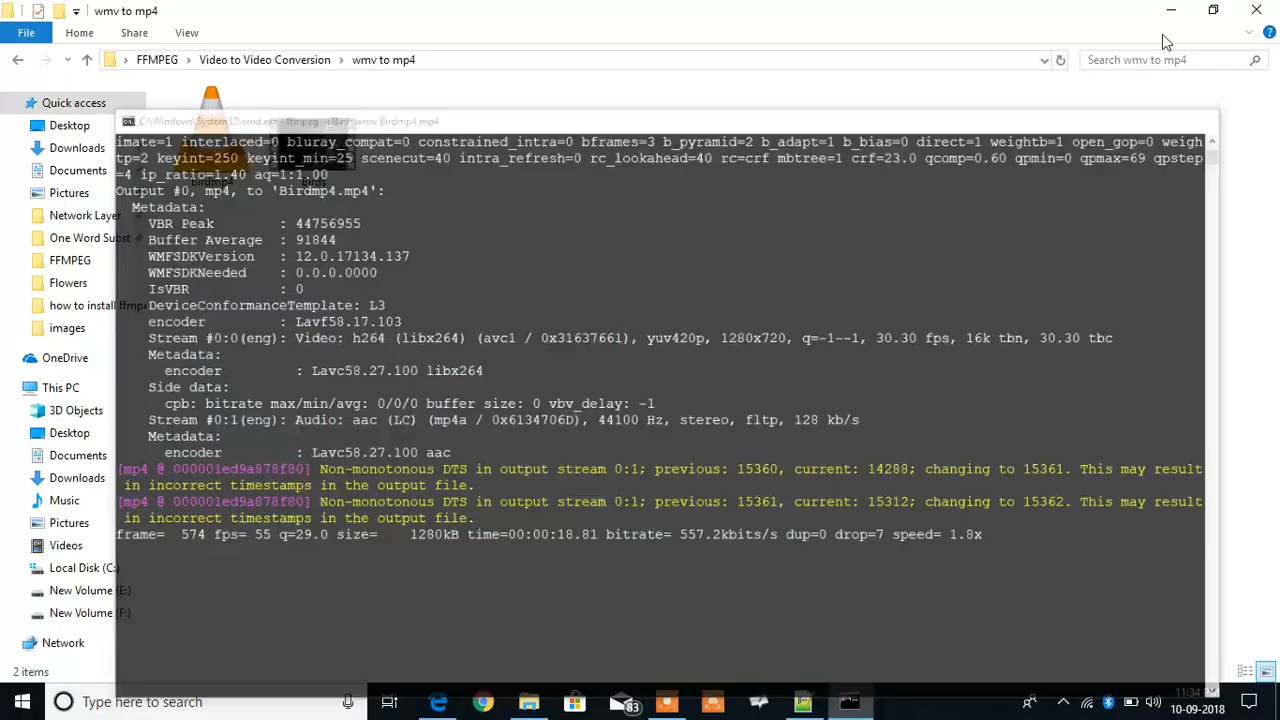 wmv to mp4
File Home Share View
FFMPEG Video to Video Conversion wmv to mp4 Search wmv to mp4
Quick access
Desktop
Downloads
Documents
Pictures
Network Layer
One Word Subst
FFMPEG
Flowers
how to install ffmpe
images
OneDrive
This PC
3D Objects
Desktop
Documents
Downloads
Music
Pictures
Videos
Local Disk (C:)
New Volume (E:)
New Volume (F:)
Network
2 items
Birdmp4 Birds
imate=1 interlaced=0 bluray_compat=0 constrained_intra=0 bframes=3 b_pyramid=2 b_adapt=1 b_bias=0 direct=1 weightb=1 open_gop=0 weigh
tp=2 keyint=250 keyint_min=25 scenecut=40 intra_refresh=0 rc_lookahead=40 rc=crf mbtree=1 crf=23.0 qcomp=0.60 qpmin=0 qpmax=69 qpstep
=4 ip_ratio=1.40 aq=1:1.00
Output #0, mp4, to 'Birdmp4.mp4':
Metadata:
VBR Peak : 44756955
Buffer Average : 91844
WMFSDKVersion : 12.0.17134.137
WMFSDKNeeded : 0.0.0.0000
IsVBR : 0
DeviceConformanceTemplate: L3
encoder : Lavf58.17.103
Stream #0:0(eng): Video: h264 (libx264) (avc1 / 0x31637661), yuv420p, 1280x720, q=-1--1, 30.30 fps, 16k tbn, 30.30 tbc
Metadata:
encoder : Lavc58.27.100 libx264
Side data:
cpb: bitrate max/min/avg: 0/0/0 buffer size: 0 vbv_delay: -1
Stream #0:1(eng): Audio: aac (LC) (mp4a / 0x6134706D), 44100 Hz, stereo, fltp, 128 kb/s
Metadata:
encoder : Lavc58.27.100 aac
[mp4 @ 000001ed9a878f80] Non-monotonous DTS in output stream 0:1; previous: 15360, current: 14288; changing to 15361. This may result
in incorrect timestamps in the output file.
[mp4 @ 000001ed9a878f80] Non-monotonous DTS in output stream 0:1; previous: 15361, current: 15312; changing to 15362. This may result
in incorrect timestamps in the output file.
frame= 574 fps= 55 q=29.0 size= 1280kB time=00:00:18.81 bitrate= 557.2kbits/s dup=0 drop=7 speed= 1.8x
Type here to search
83
11:34 PM
10-09-2018